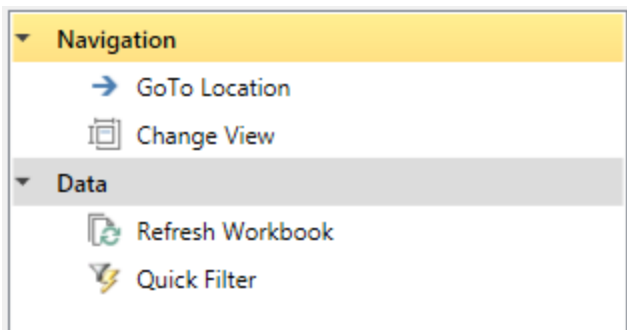 Navigation
GoTo Location
Change View
Data
Refresh Workbook
Quick Filter